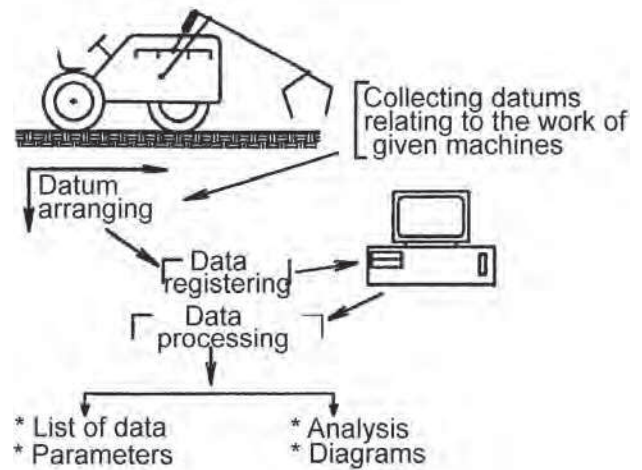 Collecting datums
relating to the work of
given machines
Datum
arranging
Data
registering
Data
processing
* List of data
* Parameters
* Analysis
* Diagrams